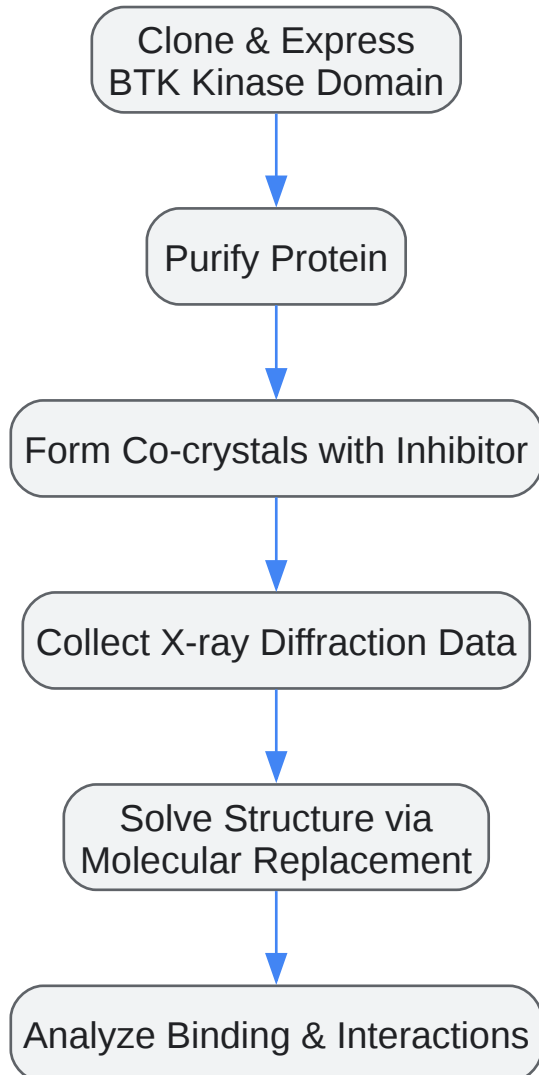 Clone & Express
BTK Kinase Domain
Purify Protein
Form Co-crystals with Inhibitor
Collect X-ray Diffraction Data
Solve Structure via
Molecular Replacement
Analyze Binding & Interactions